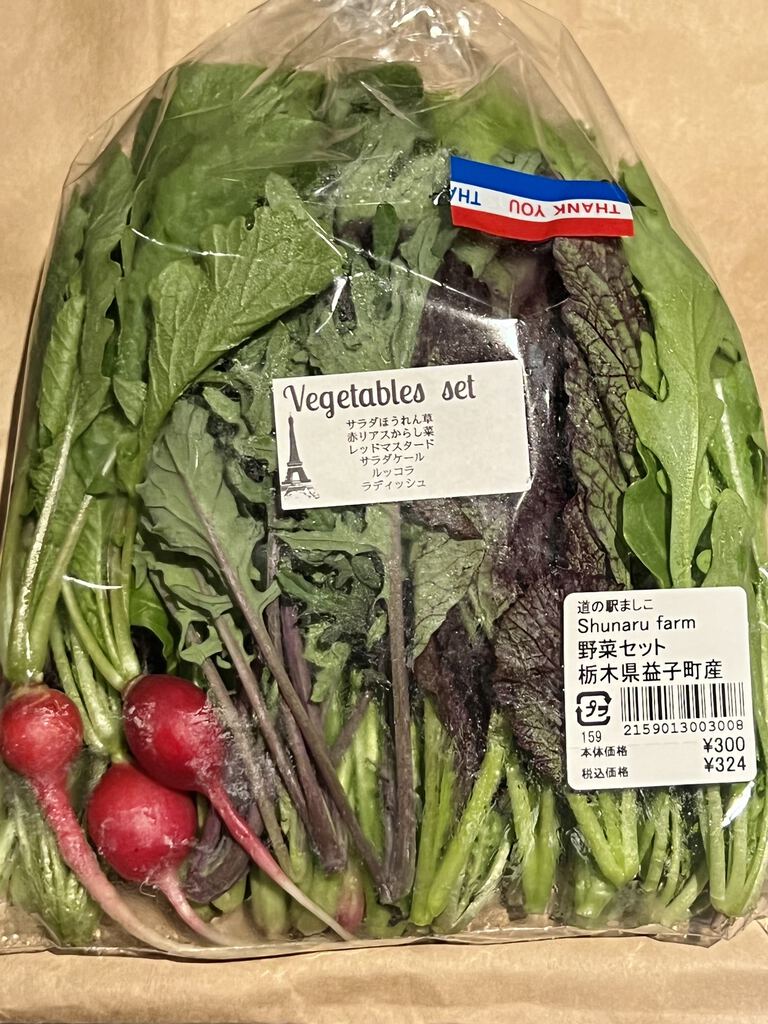 THANK YOU
THA
Vegetables set
サラダほうれん草
赤リアスからし菜
レッドマスタード
サラダケール
ルッコラ
ラディッシュ
道の駅ましこ
Shunaru farm
野菜セット
栃木県益子町産
プラ
2159013003008
159
本体価格 ¥300
税込価格 ¥324